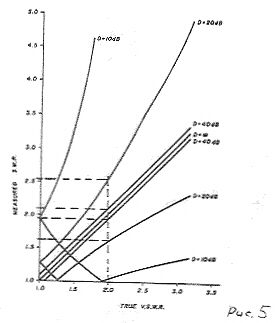 5.0
D=10dB
D=20dB
4.5
4.0
3.5
D=40dB
D=∞
D=40dB
3.0
MEASURED S.W.R.
2.5
D=20dB
2.0
1.5
D=10dB
1.0
1.0 1.5 2.0 2.5 3.0 3.5
TRUE V.S.W.R.
Рис. 5